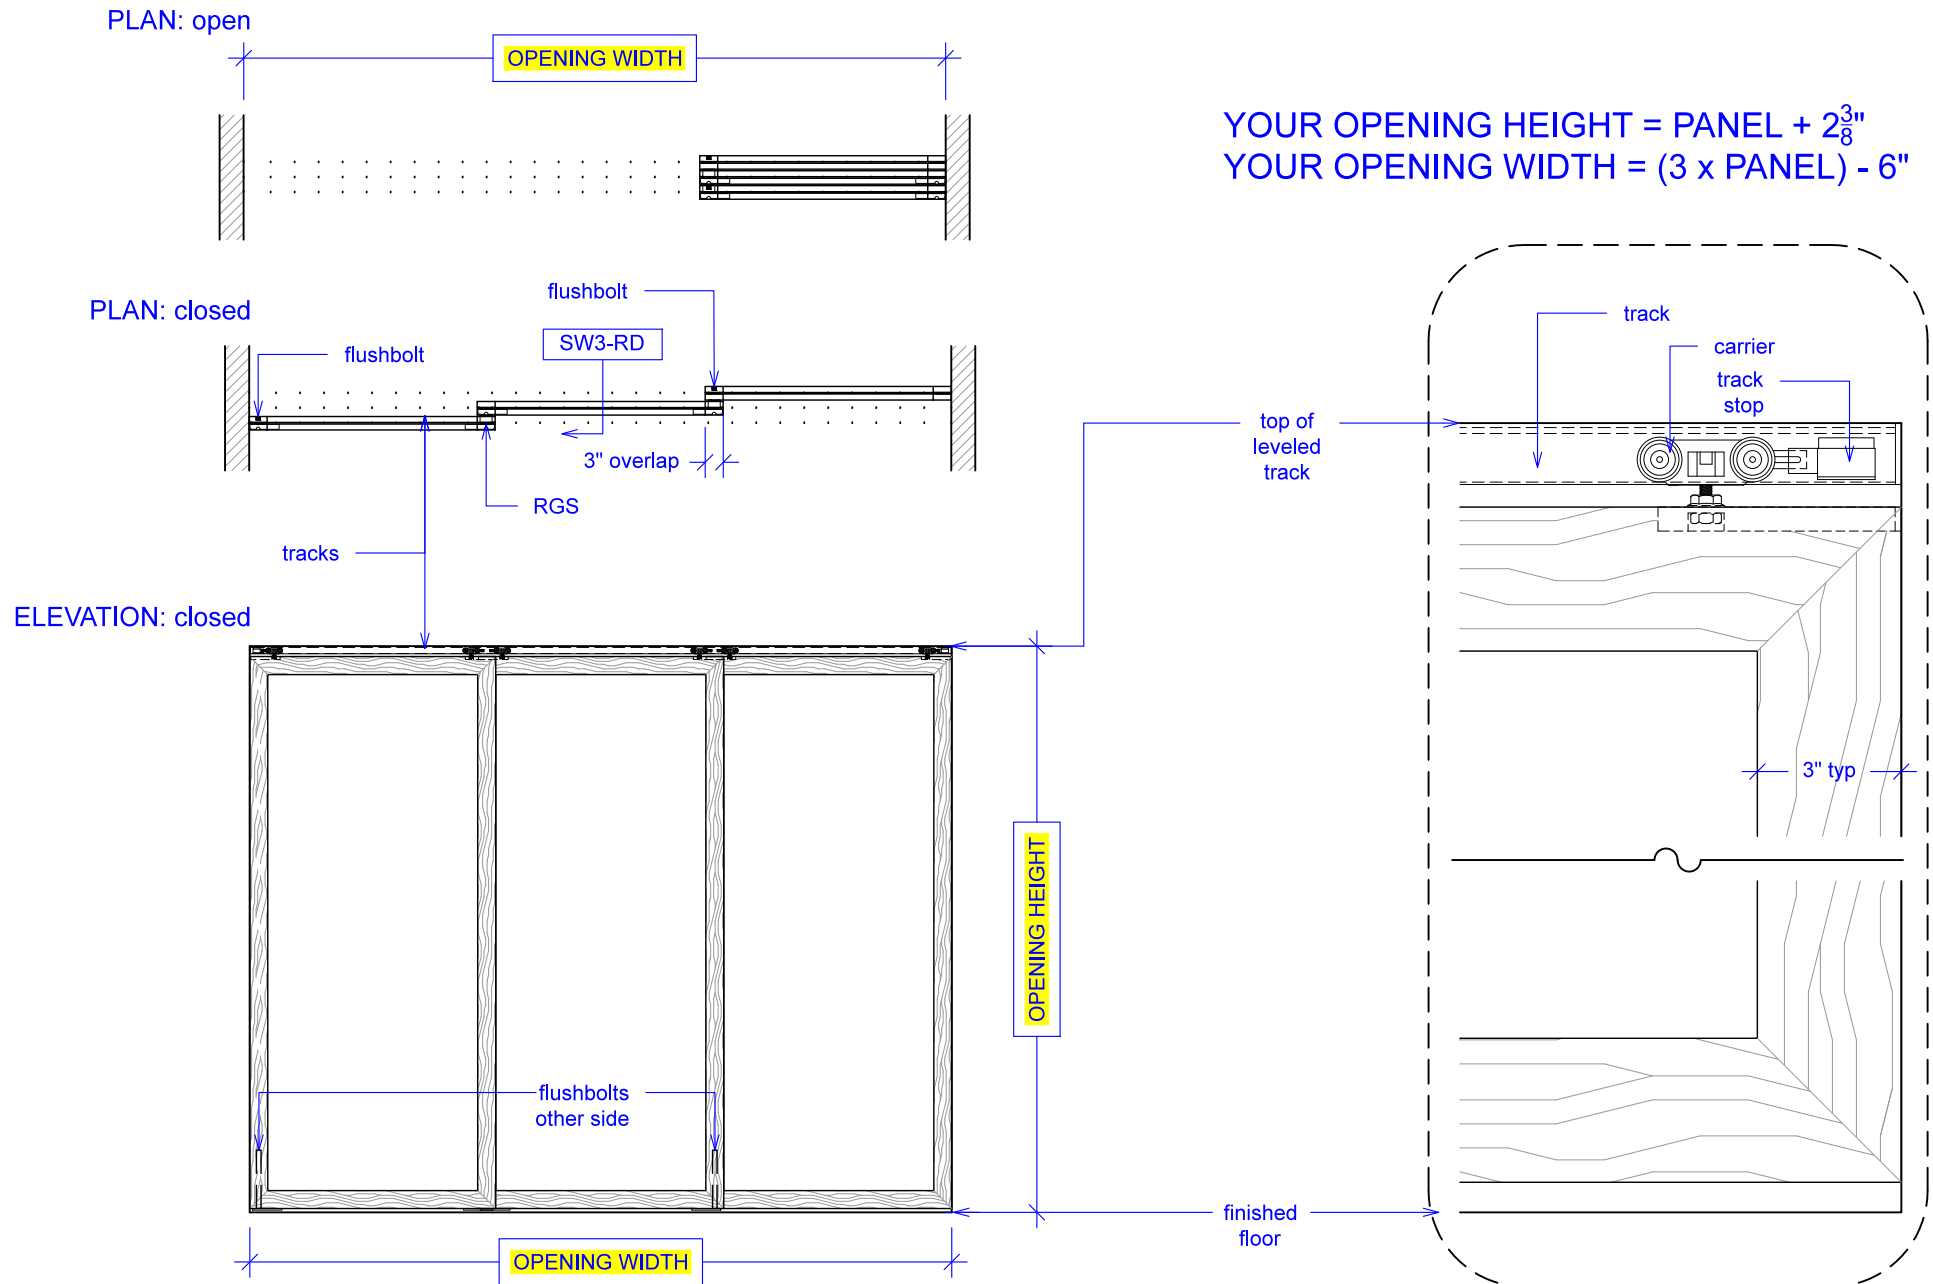 PLAN: open
OPENING WIDTH
YOUR OPENING HEIGHT = PANEL + 2 3/8"
YOUR OPENING WIDTH = (3 x PANEL) - 6"
PLAN: closed
flushbolt
flushbolt
SW3-RD
3" overlap
RGS
tracks
track
carrier
track
stop
top of
leveled
track
ELEVATION: closed
3" typ
OPENING HEIGHT
flushbolts
other side
finished
floor
OPENING WIDTH